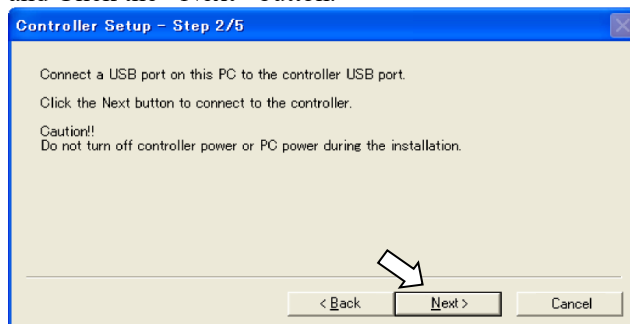 Controller Setup - Step 2/5
Connect a USB port on this PC to the controller USB port.
Click the Next button to connect to the controller.
Caution!!
Do not turn off controller power or PC power during the installation.
< Back
Next >
Cancel